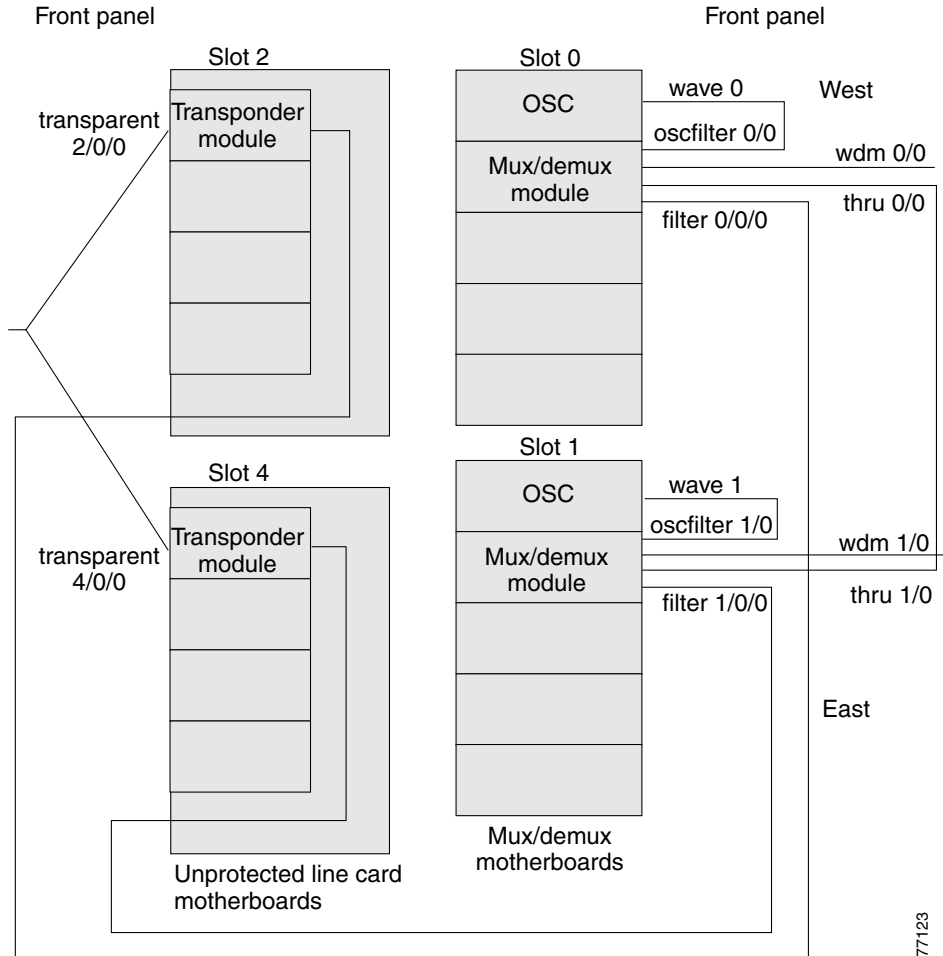 Front panel
Front panel
Slot 2
Slot 0
transparent
2/0/0
Transponder
module
OSC
wave 0
West
oscfilter 0/0
Mux/demux
module
wdm 0/0
thru 0/0
filter 0/0/0
Slot 4
Slot 1
transparent
4/0/0
Transponder
module
OSC
wave 1
oscfilter 1/0
Mux/demux
module
wdm 1/0
thru 1/0
filter 1/0/0
East
Unprotected line card
motherboards
Mux/demux
motherboards
77123